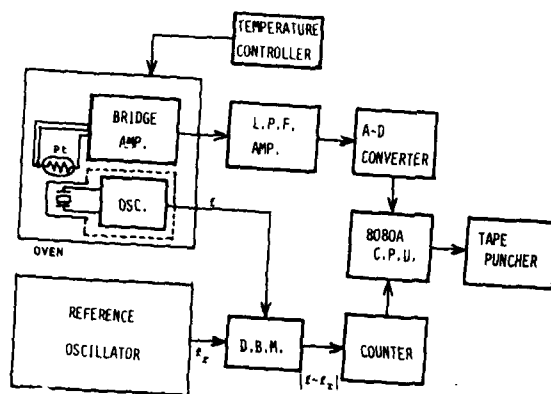 TEMPERATURE
CONTROLLER
BRIDGE
AMP.
Pt
L.P.F.
AMP.
A-D
CONVERTER
OSC.
f
OVEN
8080A
C.P.U.
TAPE
PUNCHER
REFERENCE
OSCILLATOR
fr
D.B.M.
|f-fr|
COUNTER